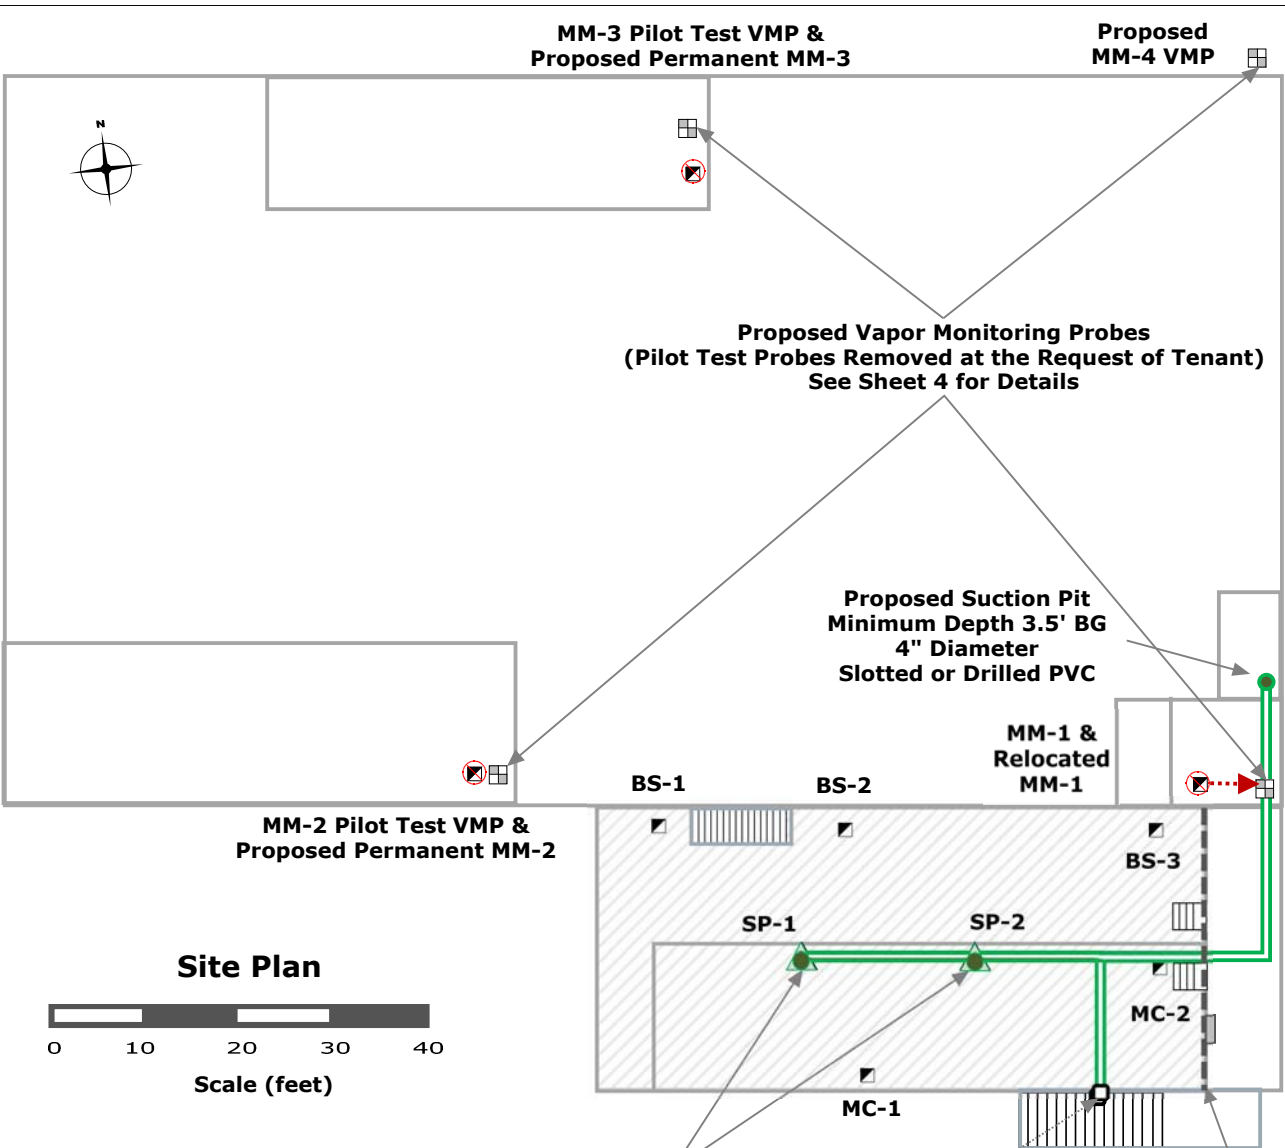 MM-3 Pilot Test VMP &
Proposed Permanent MM-3
Proposed
MM-4 VMP
N
Proposed Vapor Monitoring Probes
(Pilot Test Probes Removed at the Request of Tenant)
See Sheet 4 for Details
Proposed Suction Pit
Minimum Depth 3.5' BG
4" Diameter
Slotted or Drilled PVC
MM-1 &
Relocated
MM-1
BS-1
BS-2
MM-2 Pilot Test VMP &
Proposed Permanent MM-2
BS-3
SP-1
SP-2
Site Plan
MC-2
0 10 20 30 40
Scale (feet)
MC-1